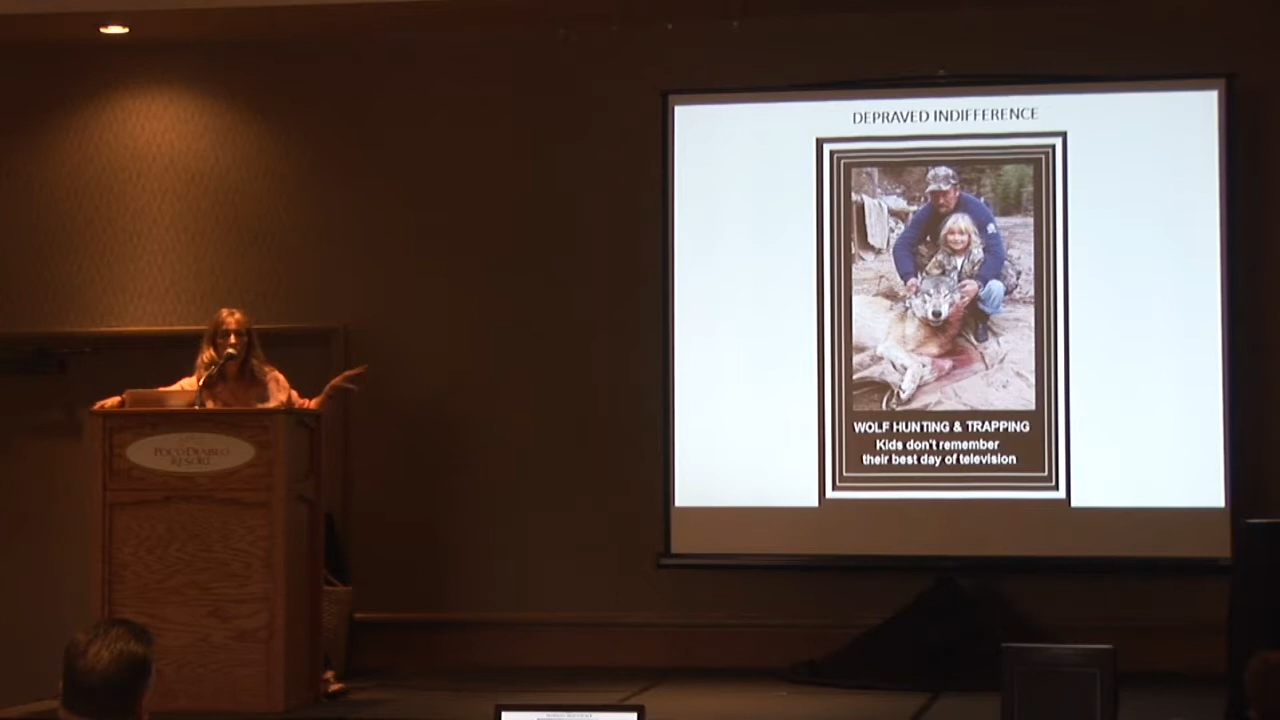 DEPRAVED INDIFFERENCE
WOLF HUNTING & TRAPPING
Kids don't remember
their best day of television
POCO DIABLO
RESORT